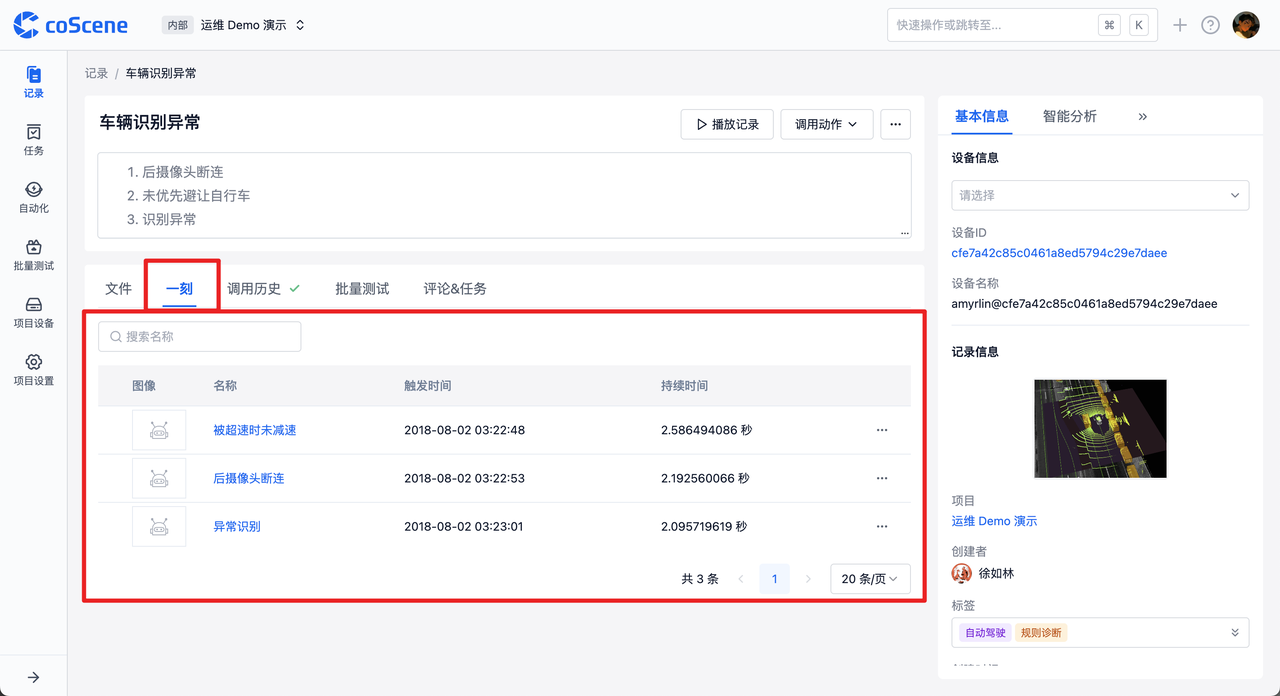 coScene
内部 运维 Demo 演示
快速操作或跳转至... ⌘ K
记录
任务
自动化
批量测试
项目设备
项目设置
记录 / 车辆识别异常
车辆识别异常
播放记录 调用动作 ...
1. 后摄像头断连
2. 未优先避让自行车
3. 识别异常
文件 一刻 调用历史 批量测试 评论&任务
搜索名称
图像 名称 触发时间 持续时间
被超速时未减速 2018-08-02 03:22:48 2.586494086 秒 ...
后摄像头断连 2018-08-02 03:22:53 2.192560066 秒 ...
异常识别 2018-08-02 03:23:01 2.095719619 秒 ...
共 3 条 1 20 条/页
基本信息 智能分析
设备信息
请选择
设备ID
cfe7a42c85c0461a8ed5794c29e7daee
设备名称
amyrlin@cfe7a42c85c0461a8ed5794c29e7daee
记录信息
项目
运维 Demo 演示
创建者
徐如林
标签
自动驾驶 规则诊断